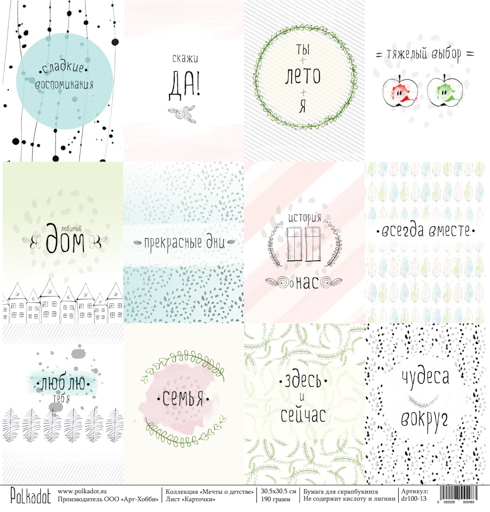 •сладкие•
воспоминания
скажи
ДА!
ты
+
лето
+
я
= тяжелый выбор =
любимый
дом
прекрасные дни
история
о нас
•всегда вместе•
•люблю•
тебя
•семья•
•здесь•
и
сейчас
чудеса
вокруг
Polkadot
www.polkadot.su
Производитель ООО «Арт-Хобби»
Коллекция «Мечты о детстве»
Лист «Карточки»
30.5х30.5 см
190 грамм
Бумага для скрапбукинга
Не содержит кислоту и лигнин
Артикул:
dr100-13